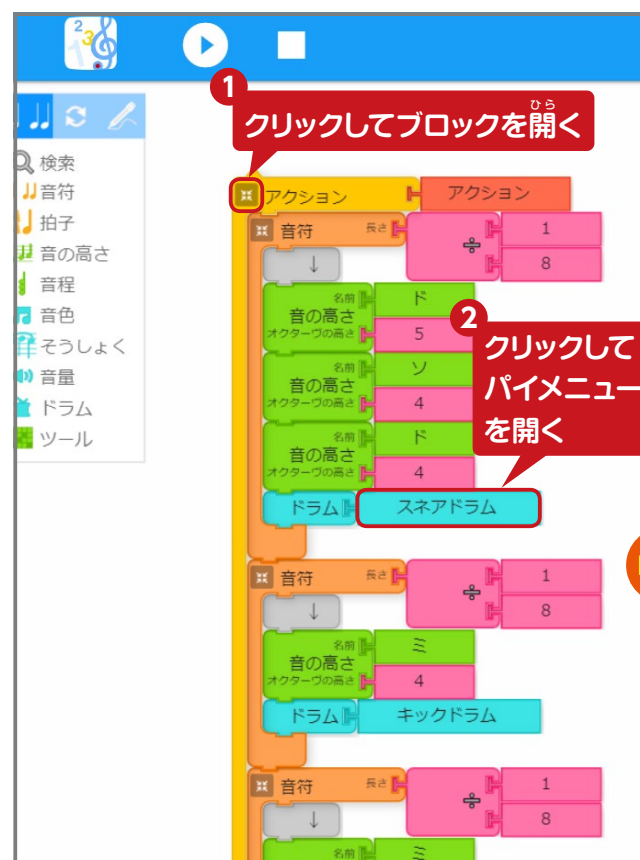 1
クリックしてブロックを開く
ひら
検索
音符
拍子
音の高さ
音程
音色
そうしょく
音量
ドラム
ツール
アクション
アクション
音符
長さ
÷
1
8
↓
名前
音の高さ
オクターヴの高さ
ド
5
名前
音の高さ
オクターヴの高さ
ソ
4
名前
音の高さ
オクターヴの高さ
ド
4
ドラム
スネアドラム
2
クリックして
パイメニュー
を開く
音符
長さ
÷
1
8
↓
名前
音の高さ
オクターヴの高さ
ミ
4
ドラム
キックドラム
音符
長さ
÷
1
8
↓
名前
ミ